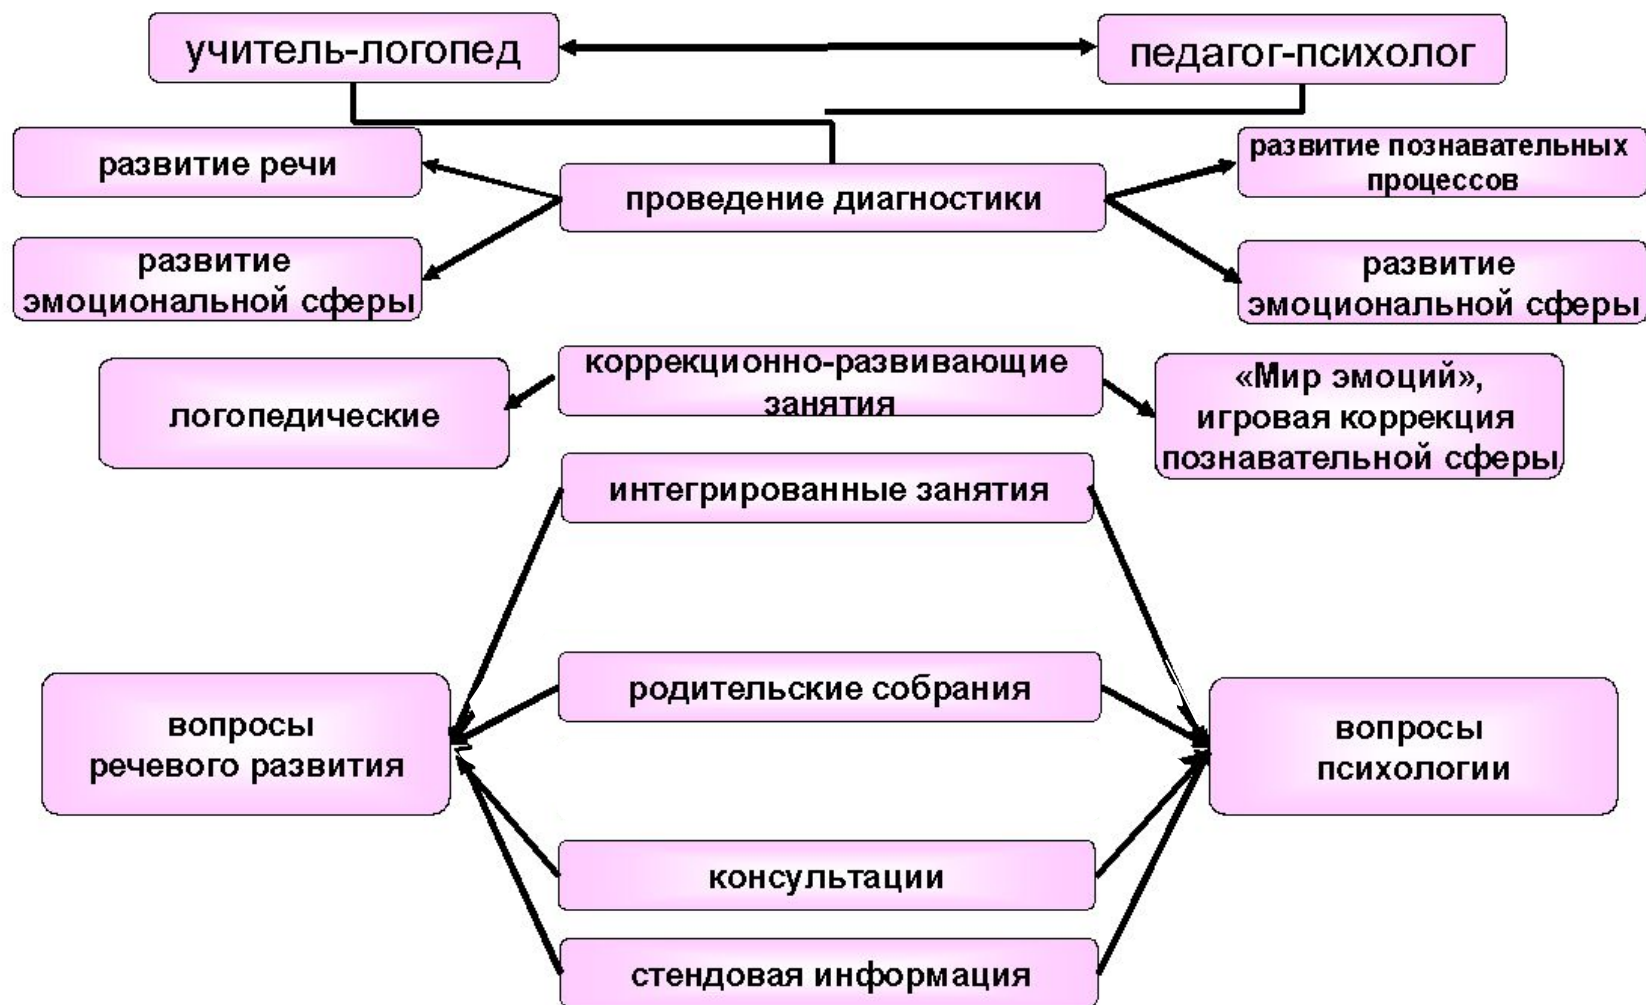 учитель-логопед
педагог-психолог
развитие речи
проведение диагностики
развитие познавательных
процессов
развитие
эмоциональной сферы
развитие
эмоциональной сферы
логопедические
коррекционно-развивающие
занятия
«Мир эмоций»,
игровая коррекция
познавательной сферы
интегрированные занятия
родительские собрания
вопросы
речевого развития
вопросы
психологии
консультации
стендовая информация